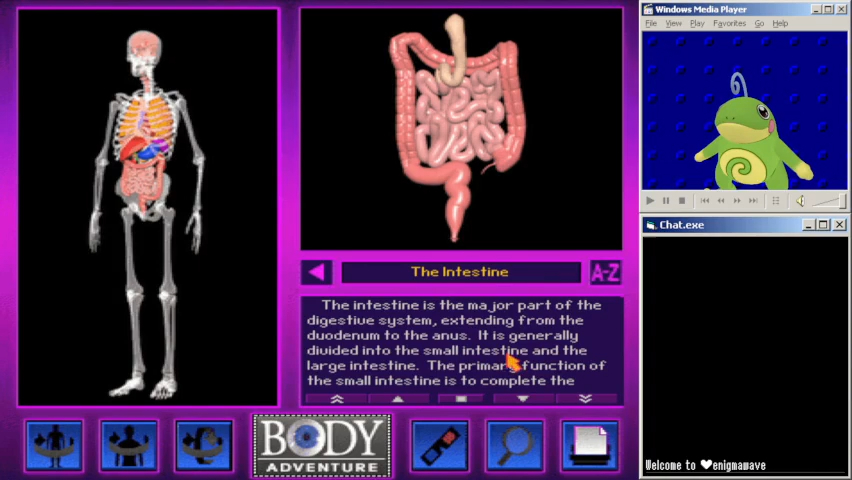 Windows Media Player
File View Play Favorites Go Help
Chat.exe
The Intestine
A-Z
The intestine is the major part of the
digestive system, extending from the
duodenum to the anus. It is generally
divided into the small intestine and the
large intestine. The primary function of
the small intestine is to complete the
BODY
ADVENTURE
Welcome to ♥enigmawave